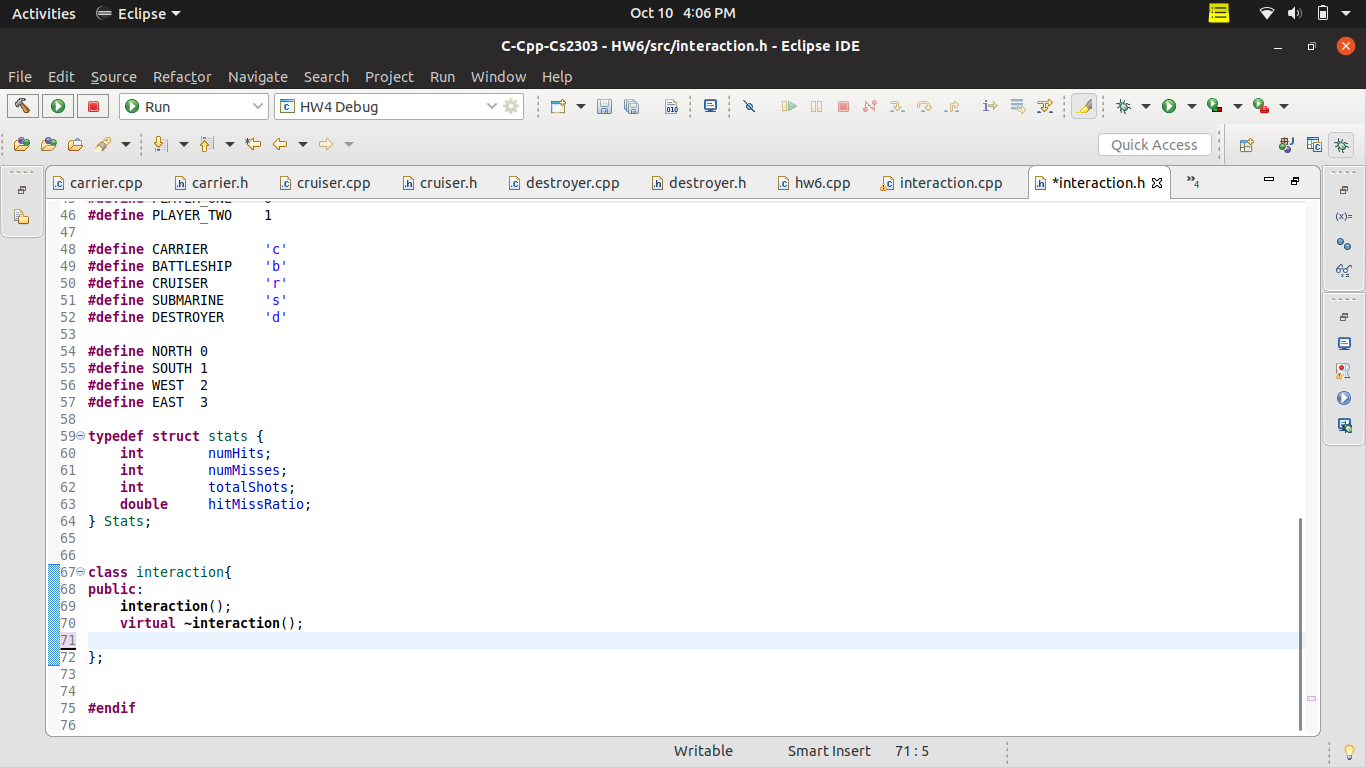 Activities Eclipse Oct 10 4:06 PM
C-Cpp-Cs2303 - HW6/src/interaction.h - Eclipse IDE
File Edit Source Refactor Navigate Search Project Run Window Help
Run HW4 Debug
Quick Access
carrier.cpp carrier.h cruiser.cpp cruiser.h destroyer.cpp destroyer.h hw6.cpp interaction.cpp *interaction.h »4
46 #define PLAYER_TWO 1
47
48 #define CARRIER 'c'
49 #define BATTLESHIP 'b'
50 #define CRUISER 'r'
51 #define SUBMARINE 's'
52 #define DESTROYER 'd'
53
54 #define NORTH 0
55 #define SOUTH 1
56 #define WEST 2
57 #define EAST 3
58
59 typedef struct stats {
60 int numHits;
61 int numMisses;
62 int totalShots;
63 double hitMissRatio;
64 } Stats;
65
66
67 class interaction{
68 public:
69 interaction();
70 virtual ~interaction();
71
72 };
73
74
75 #endif
76
Writable Smart Insert 71 : 5